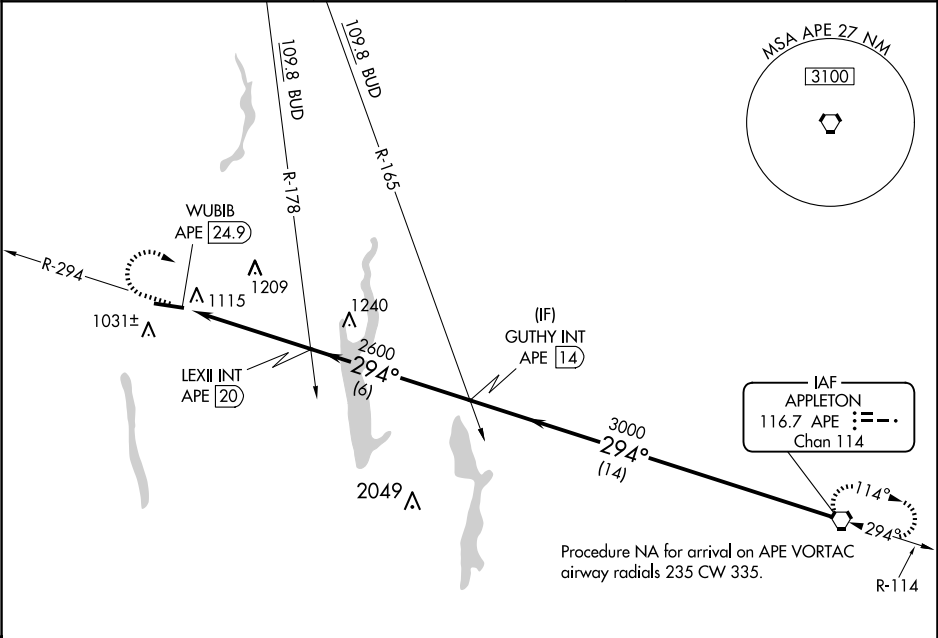 MSA APE 27 NM
3100
109.8 BUD
109.8 BUD
R-178
R-165
WUBIB
APE 24.9
R-294
1209
1115
1031±
1240
(IF)
GUTHY INT
APE 14
LEXII INT
APE 20
2600
294°
(6)
IAF
APPLETON
116.7 APE
Chan 114
3000
294°
(14)
2049
114°
294°
R-114
Procedure NA for arrival on APE VORTAC
airway radials 235 CW 335.